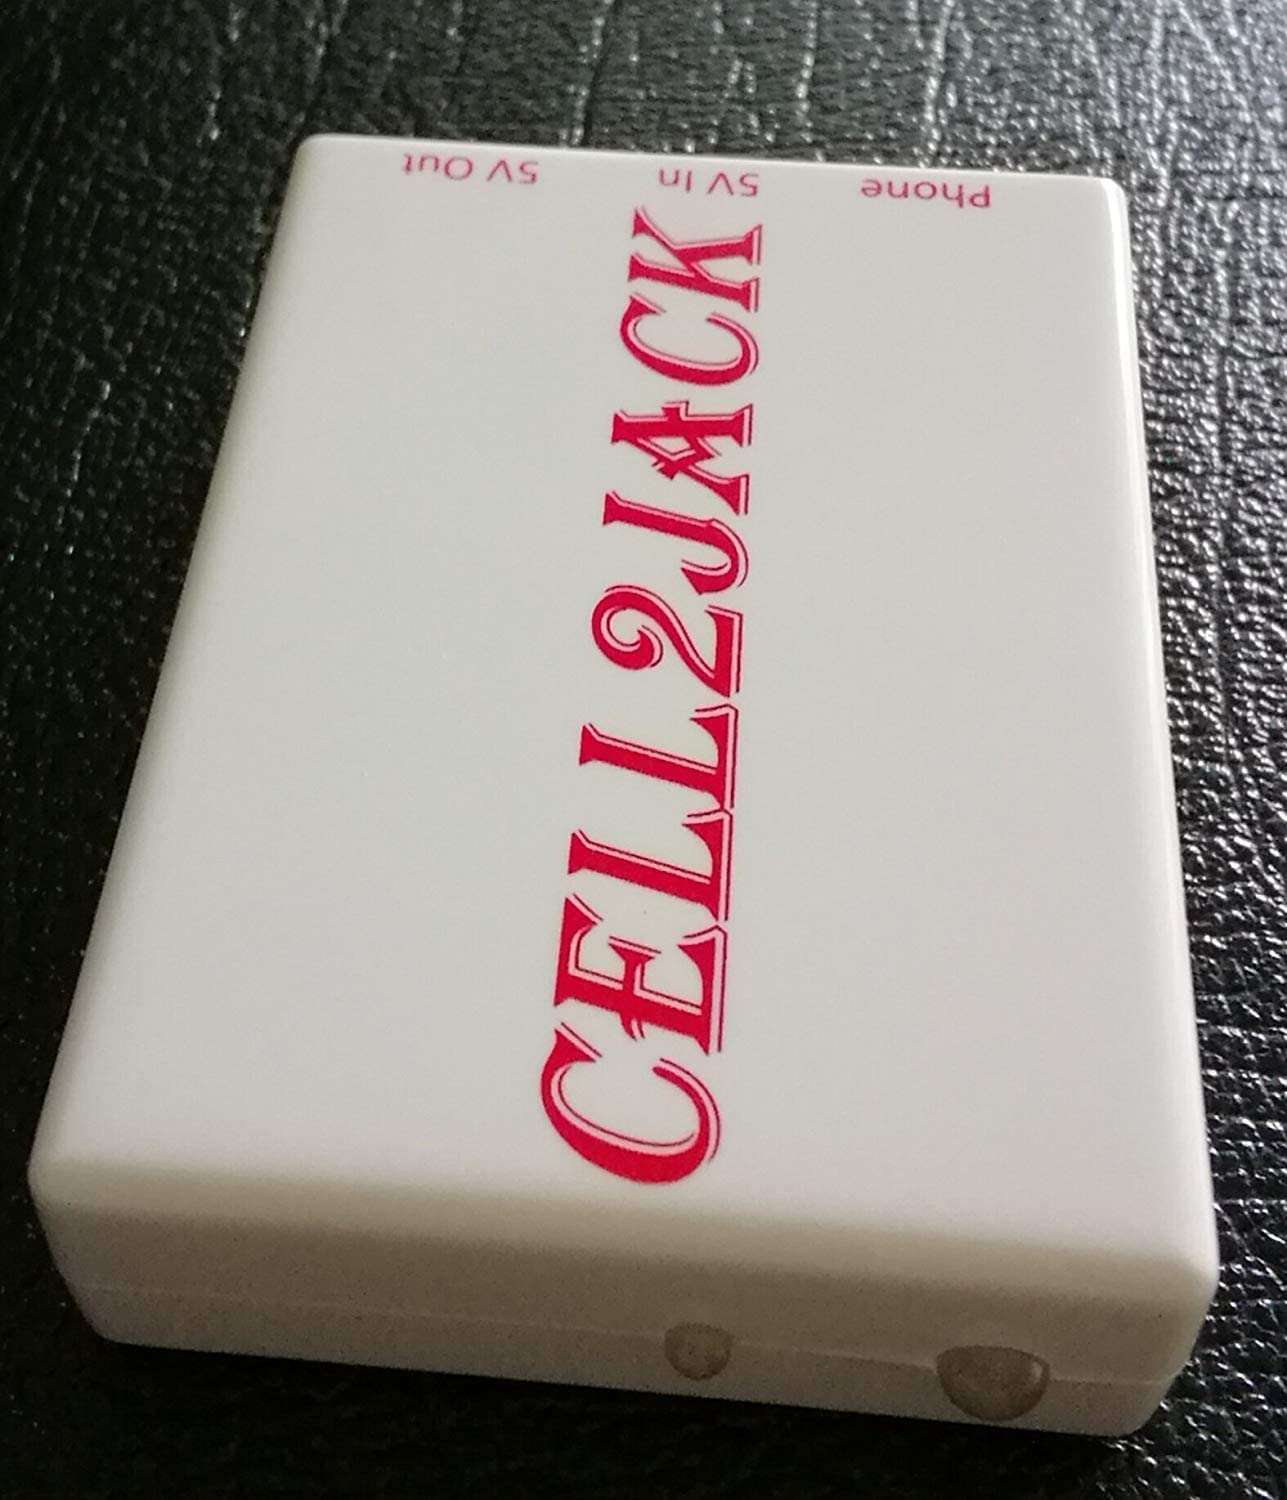 5V Out
5V In
Phone
CELL2JACK